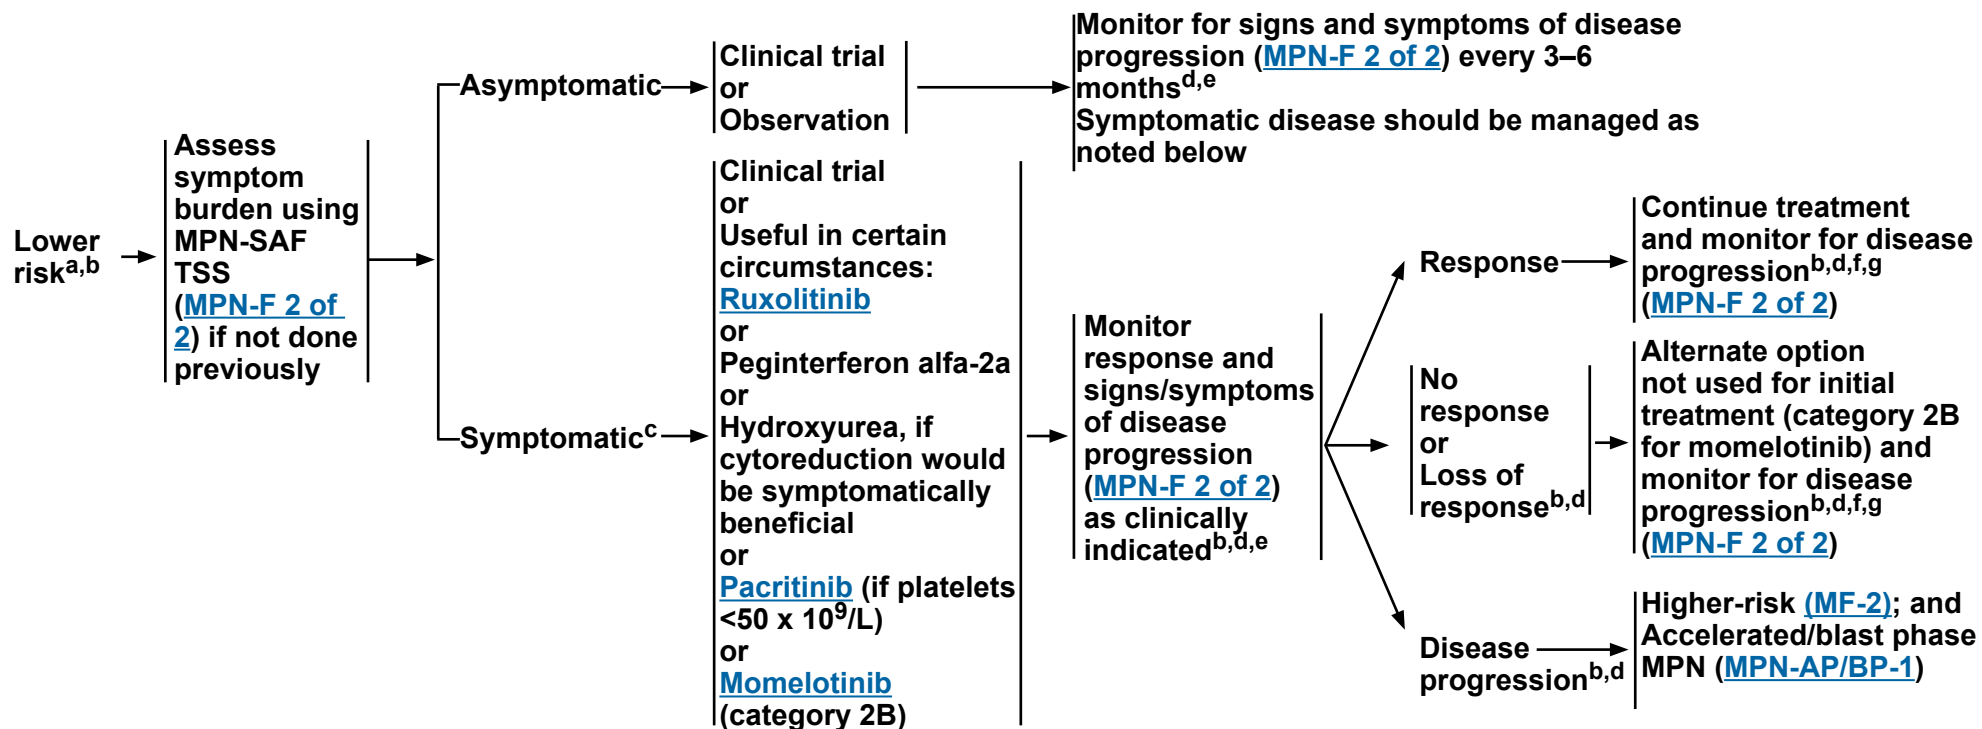 Lower
risk^a,b
Assess
symptom
burden using
MPN-SAF
TSS
(MPN-F 2 of
2) if not done
previously
Asymptomatic
Clinical trial
or
Observation
Monitor for signs and symptoms of disease
progression (MPN-F 2 of 2) every 3–6
months^d,e
Symptomatic disease should be managed as
noted below
Symptomatic^c
Clinical trial
or
Useful in certain
circumstances:
Ruxolitinib
or
Peginterferon alfa-2a
or
Hydroxyurea, if
cytoreduction would
be symptomatically
beneficial
or
Pacritinib (if platelets
<50 x 10^9/L)
or
Momelotinib
(category 2B)
Monitor
response and
signs/symptoms
of disease
progression
(MPN-F 2 of 2)
as clinically
indicated^b,d,e
Response
Continue treatment
and monitor for disease
progression^b,d,f,g
(MPN-F 2 of 2)
No
response
or
Loss of
response^b,d
Alternate option
not used for initial
treatment (category 2B
for momelotinib) and
monitor for disease
progression^b,d,f,g
(MPN-F 2 of 2)
Disease
progression^b,d
Higher-risk (MF-2); and
Accelerated/blast phase
MPN (MPN-AP/BP-1)